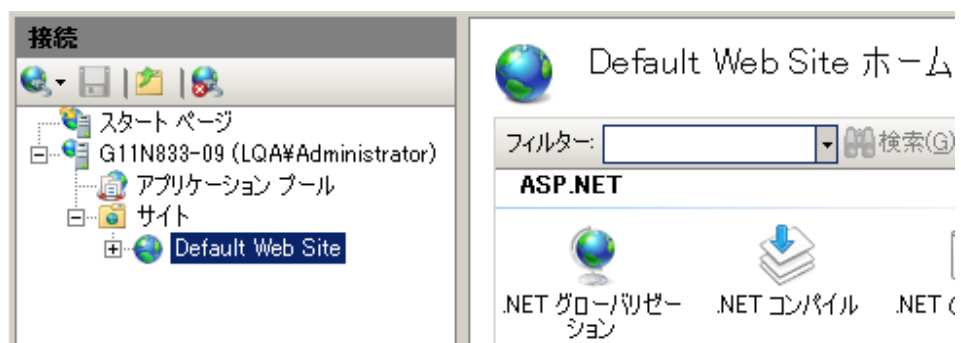 接続
Default Web Site ホーム
スタート ページ
フィルター:
検索(G)
G11N833-09 (LQA¥Administrator)
アプリケーション プール
ASP.NET
サイト
Default Web Site
.NET グローバリゼー
ション
.NET コンパイル
.NET